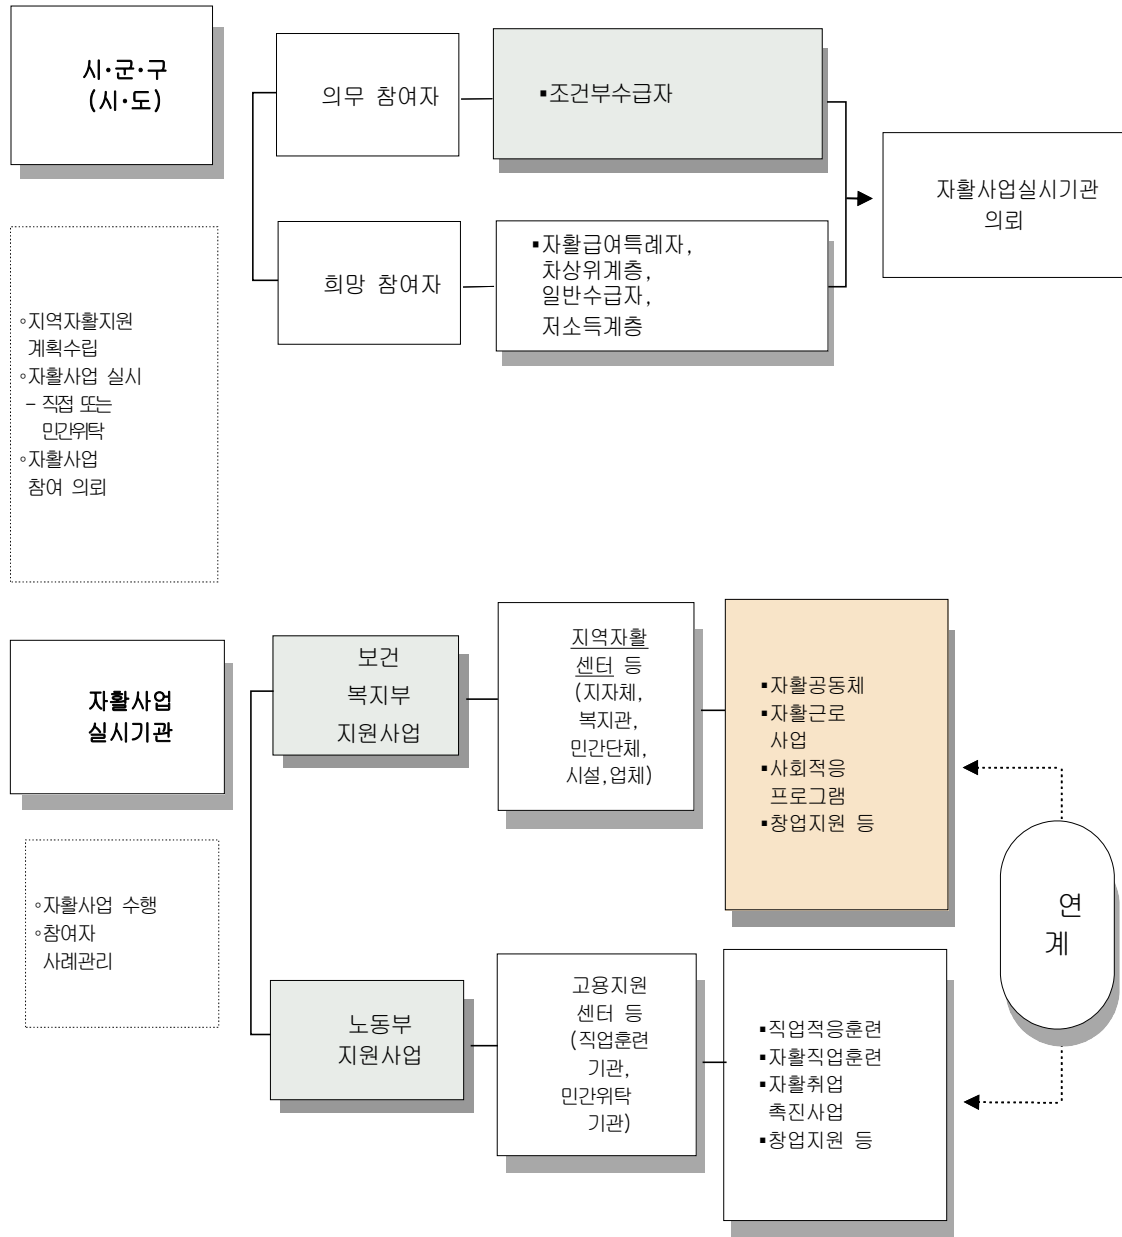 시·군·구
(시·도)
의무 참여자
▪조건부수급자
자활사업실시기관
의뢰
희망 참여자
▪자활급여특례자,
차상위계층,
일반수급자,
저소득계층
◦지역자활지원
계획수립
◦자활사업 실시
- 직접 또는
민간위탁
◦자활사업
참여 의뢰
자활사업
실시기관
보건
복지부
지원사업
지역자활
센터 등
(지자체,
복지관,
민간단체,
시설,업체)
▪자활공동체
▪자활근로
사업
▪사회적응
프로그램
▪창업지원 등
◦자활사업 수행
◦참여자
사례관리
연
계
노동부
지원사업
고용지원
센터 등
(직업훈련
기관,
민간위탁
기관)
▪직업적응훈련
▪자활직업훈련
▪자활취업
촉진사업
▪창업지원 등